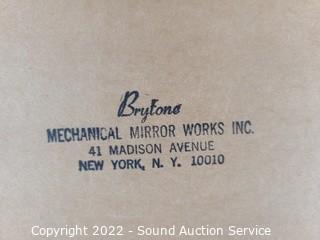 Brytone
MECHANICAL MIRROR WORKS INC.
41 MADISON AVENUE
NEW YORK, N. Y. 10010
Copyright 2022 - Sound Auction Service